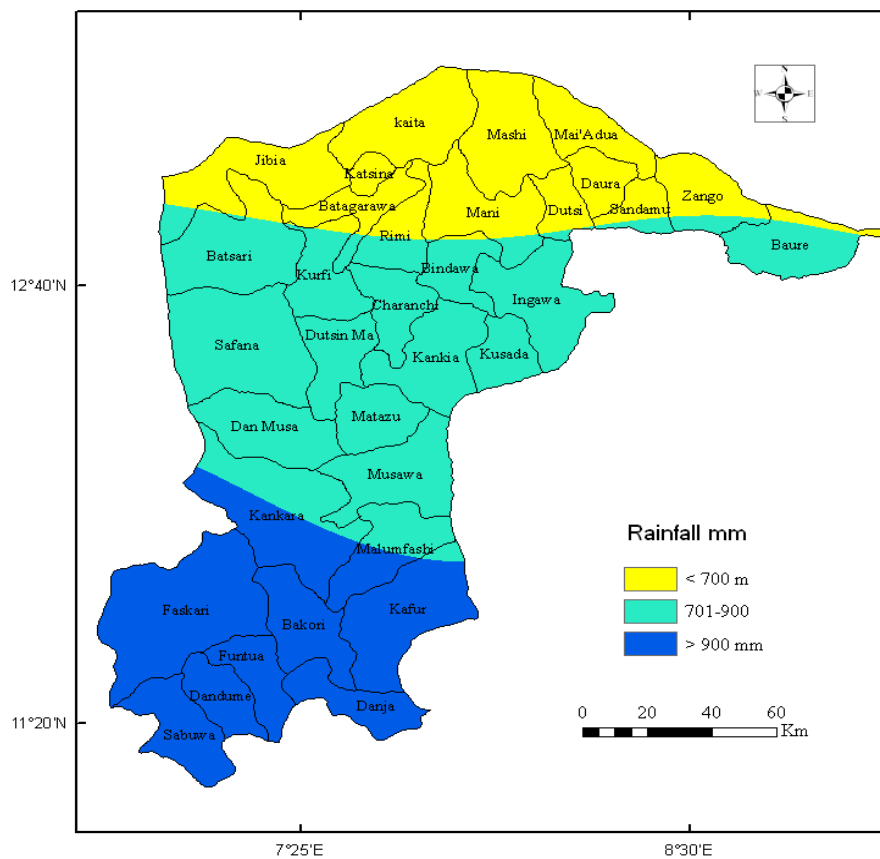 N
W E
S
kaita
Mashi
Mai'Adua
Jibia
Katsina
Daura
Zango
Batagarawa
Mani
Dutsi
Sandamu
Rimi
Baure
Batsari
Kurfi
Bindawa
12°40'N
Charanchi
Ingawa
Safana
Dutsin Ma
Kankia
Kusada
Dan Musa
Matazu
Musawa
Kankara
Malumfashi
Rainfall mm
< 700 m
701-900
> 900 mm
Faskari
Bakori
Kafur
Funtua
Dandume
Danja
Sabuwa
11°20'N
0 20 40 60
Km
7°25'E 8°30'E